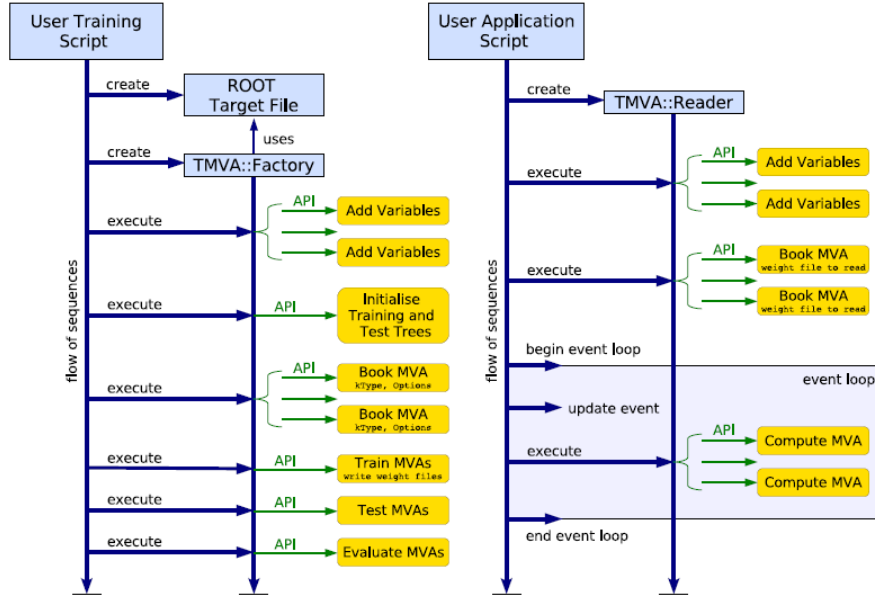 User Training
Script
create
ROOT
Target File
uses
create
TMVA::Factory
API
execute
Add Variables
Add Variables
execute
API
Initialise
Training and
Test Trees
flow of sequences
API
execute
Book MVA
kType, Options
Book MVA
kType, Options
execute
API
Train MVAs
write weight files
execute
API
Test MVAs
execute
API
Evaluate MVAs
User Application
Script
create
TMVA::Reader
API
execute
Add Variables
Add Variables
API
execute
Book MVA
weight file to read
Book MVA
weight file to read
flow of sequences
begin event loop
event loop
update event
API
execute
Compute MVA
Compute MVA
end event loop